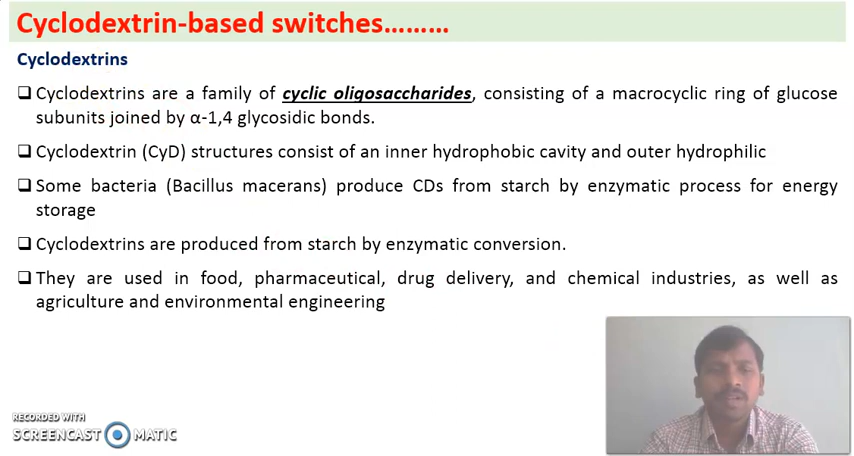 Cyclodextrin-based switches.........
Cyclodextrins
❑ Cyclodextrins are a family of cyclic oligosaccharides, consisting of a macrocyclic ring of glucose
subunits joined by α-1,4 glycosidic bonds.
❑ Cyclodextrin (CyD) structures consist of an inner hydrophobic cavity and outer hydrophilic
❑ Some bacteria (Bacillus macerans) produce CDs from starch by enzymatic process for energy
storage
❑ Cyclodextrins are produced from starch by enzymatic conversion.
❑ They are used in food, pharmaceutical, drug delivery, and chemical industries, as well as
agriculture and environmental engineering
RECORDED WITH
SCREENCAST MATIC